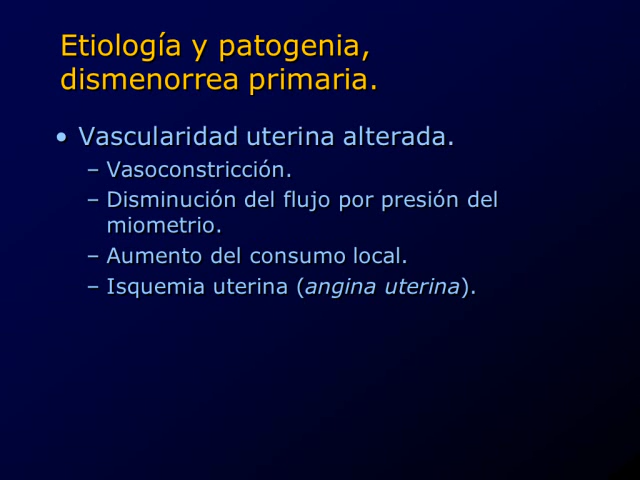 Etiología y patogenia,
dismenorrea primaria.
• Vascularidad uterina alterada.
– Vasoconstricción.
– Disminución del flujo por presión del
miometrio.
– Aumento del consumo local.
– Isquemia uterina (angina uterina).